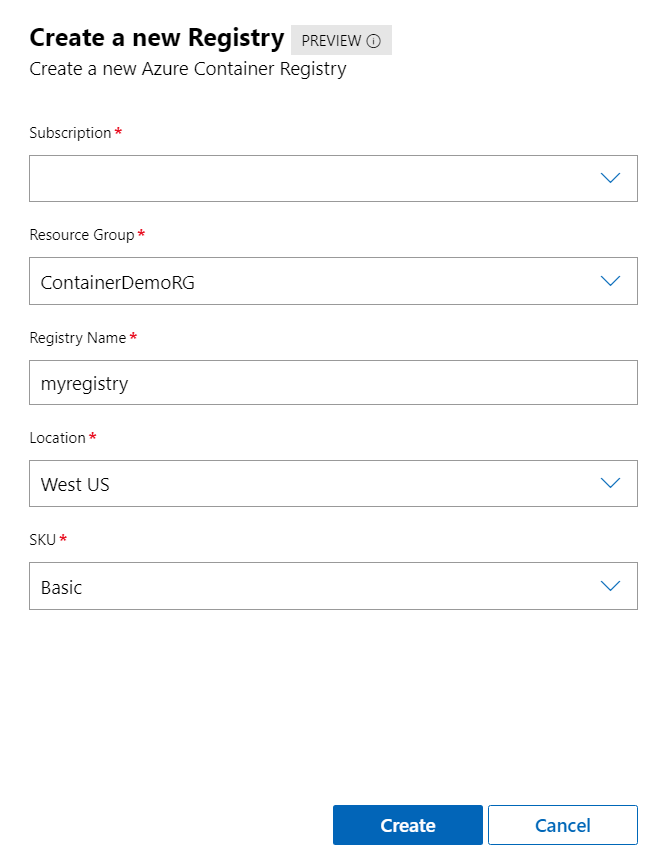 Create a new Registry PREVIEW
Create a new Azure Container Registry
Subscription *
Resource Group *
ContainerDemoRG
Registry Name *
myregistry
Location *
West US
SKU *
Basic
Create Cancel